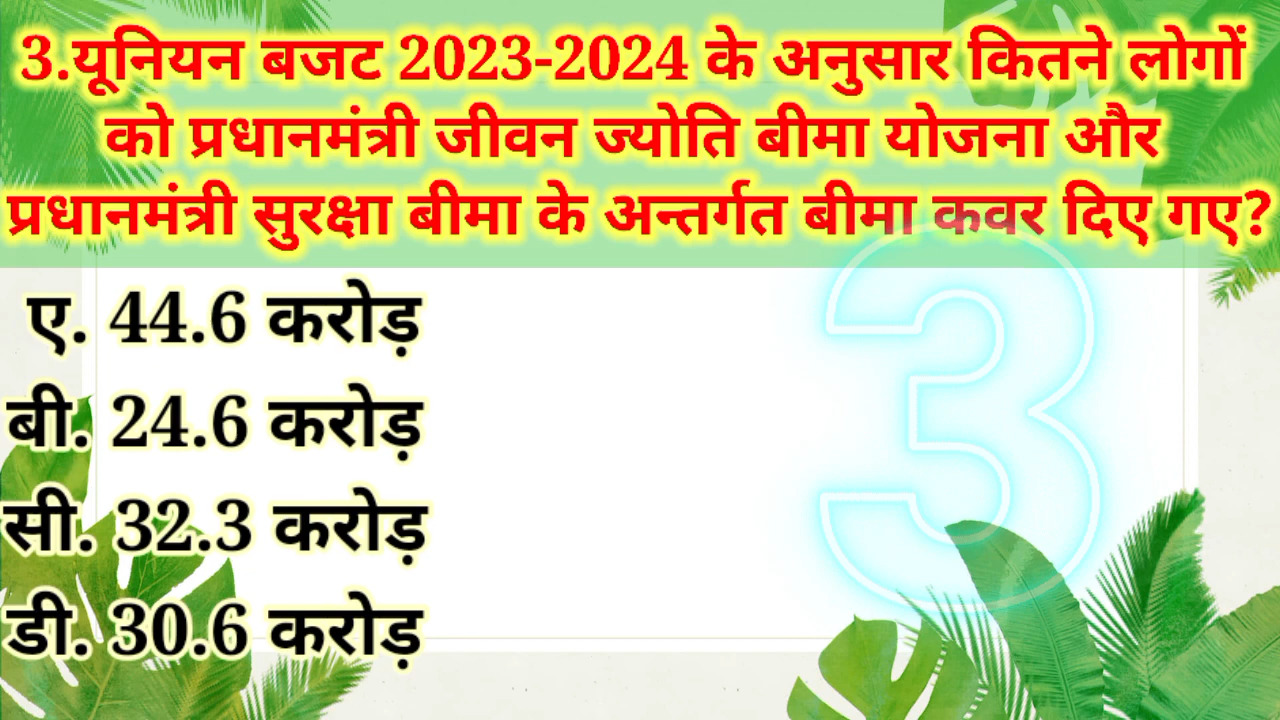 3.यूनियन बजट 2023-2024 के अनुसार कितने लोगों
को प्रधानमंत्री जीवन ज्योति बीमा योजना और
प्रधानमंत्री सुरक्षा बीमा के अन्तर्गत बीमा कवर दिए गए?
ए. 44.6 करोड़
बी. 24.6 करोड़
सी. 32.3 करोड़
डी. 30.6 करोड़
3